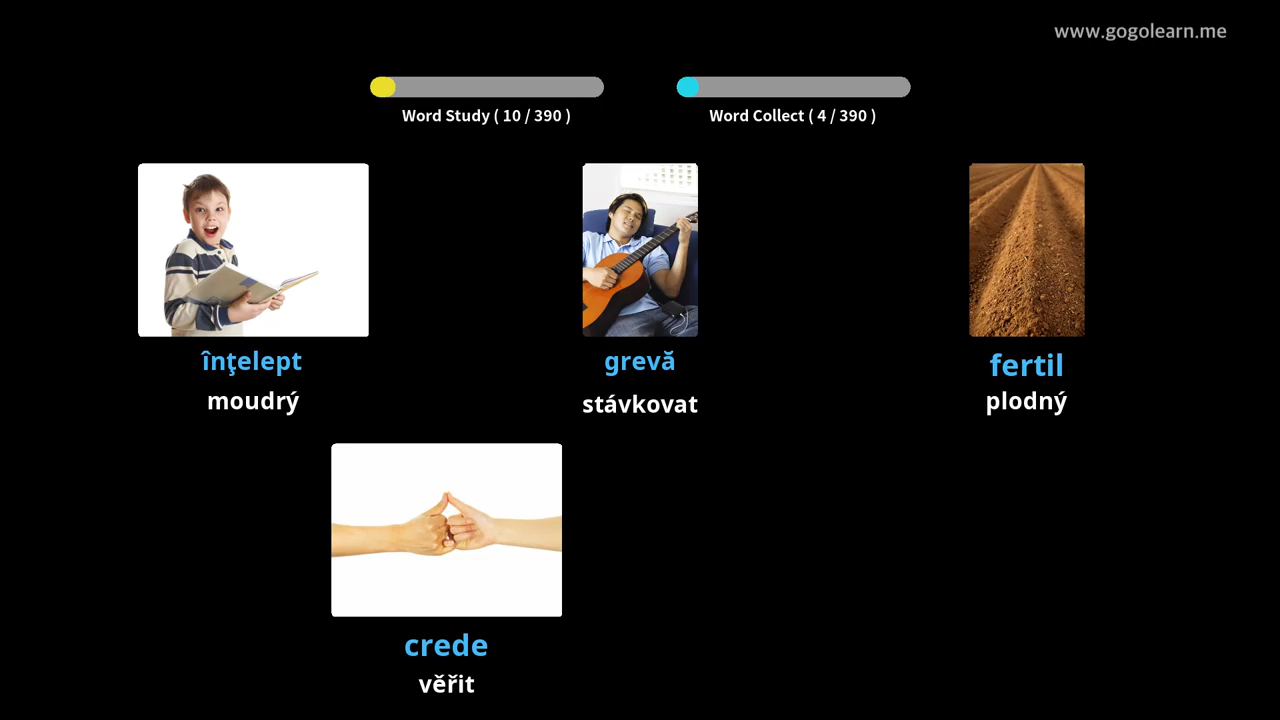 www.gogolearn.me
Word Study ( 10 / 390 )
Word Collect ( 4 / 390 )
înţelept
moudrý
grevă
stávkovat
fertil
plodný
crede
věřit